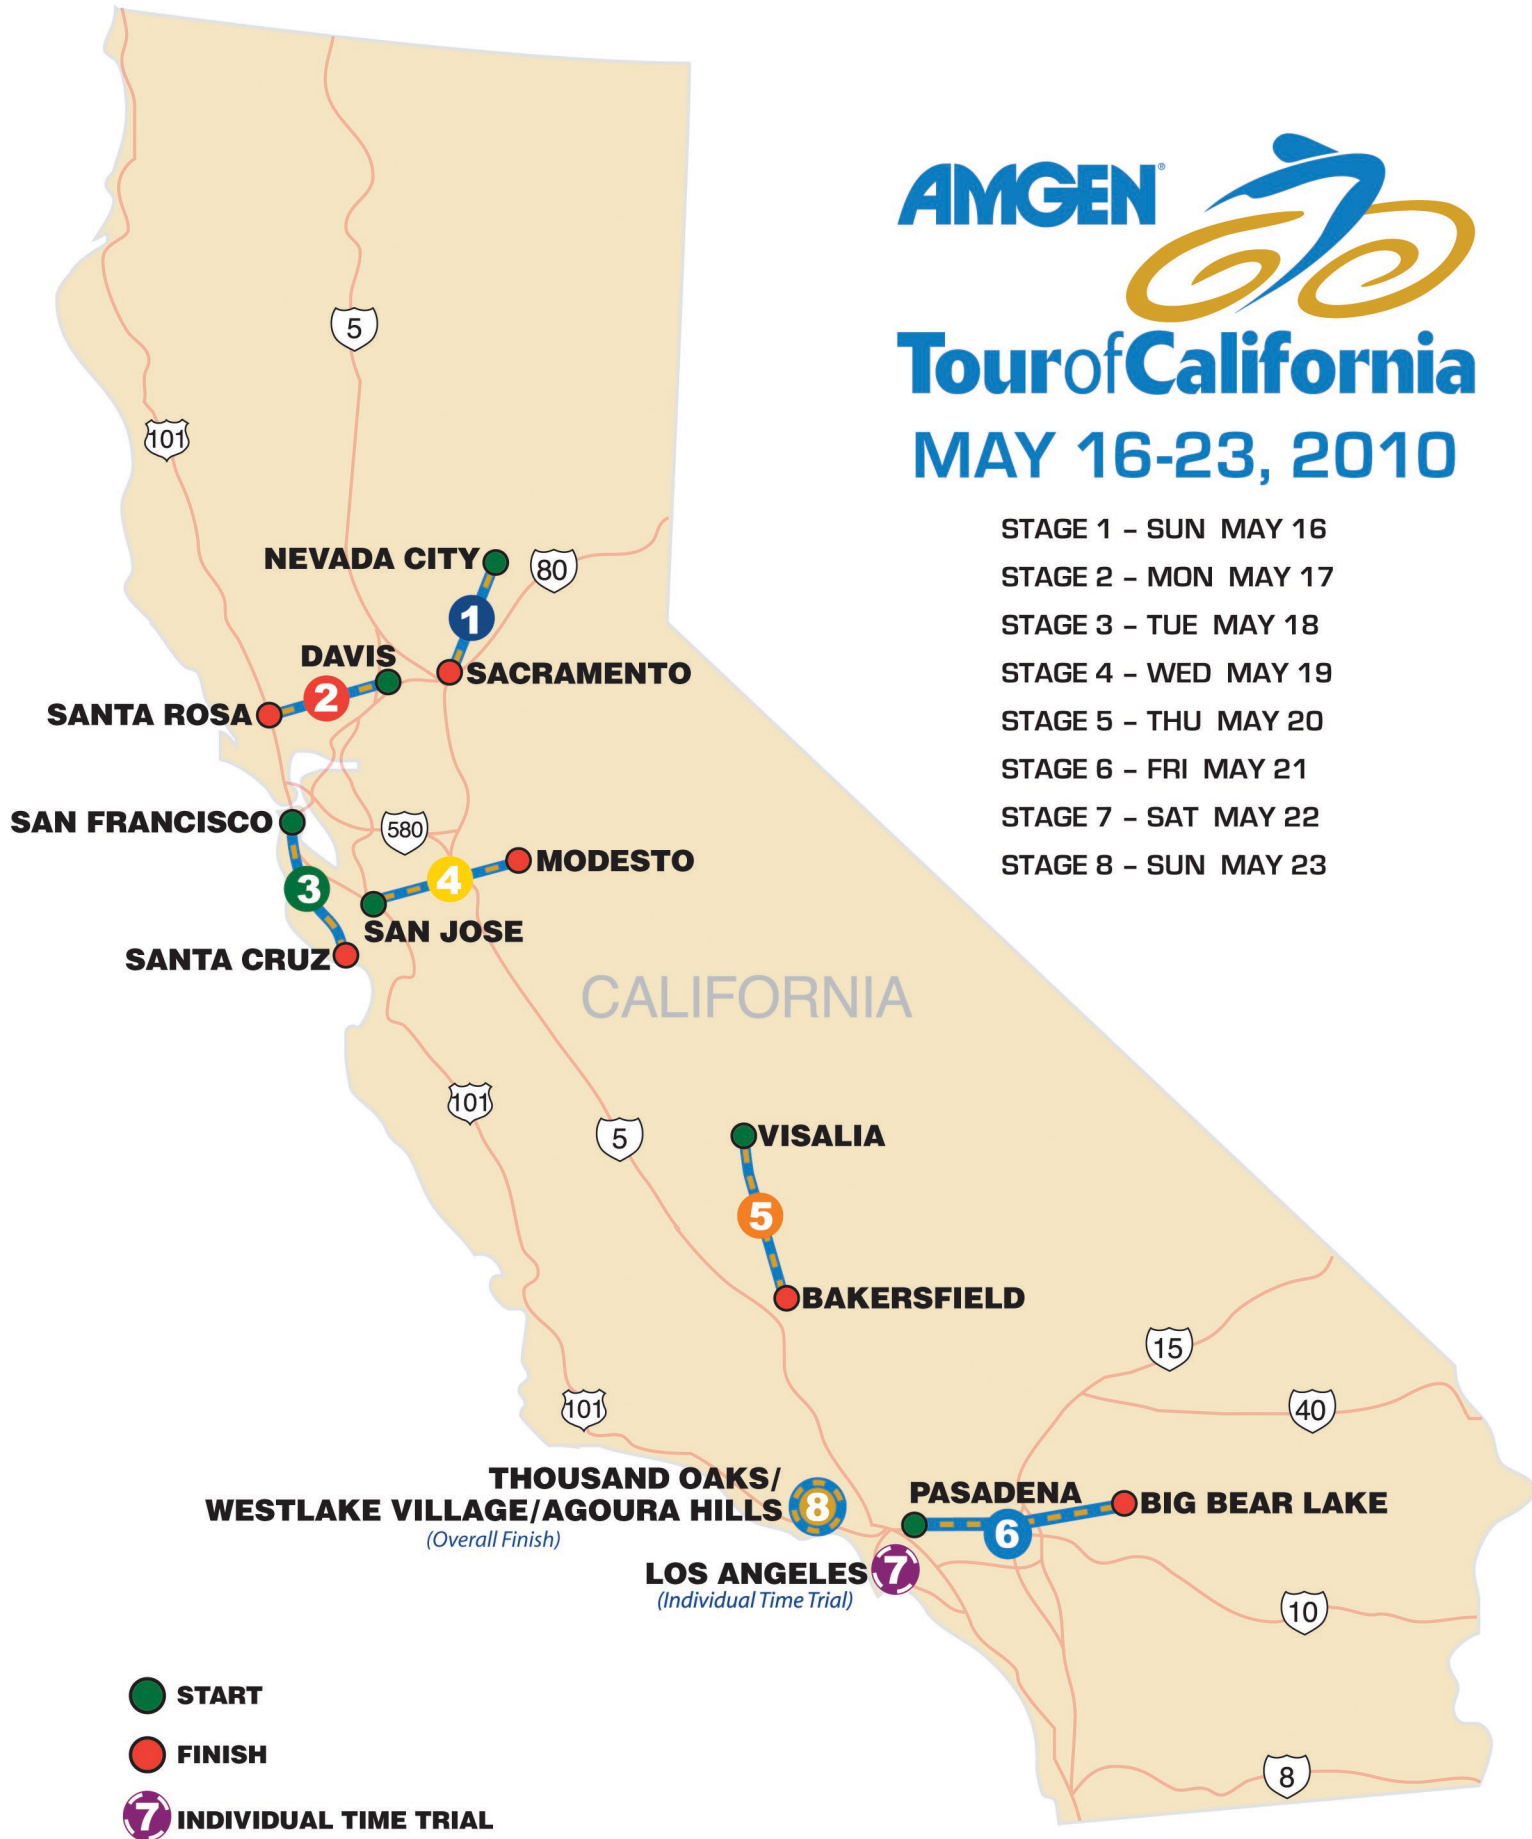 AMGEN®
Tour of California
MAY 16-23, 2010
STAGE 1 – SUN MAY 16
STAGE 2 – MON MAY 17
STAGE 3 – TUE MAY 18
STAGE 4 – WED MAY 19
STAGE 5 – THU MAY 20
STAGE 6 – FRI MAY 21
STAGE 7 – SAT MAY 22
STAGE 8 – SUN MAY 23
5
101
NEVADA CITY
80
1
DAVIS
SACRAMENTO
2
SANTA ROSA
SAN FRANCISCO
580
MODESTO
4
3
SAN JOSE
SANTA CRUZ
CALIFORNIA
101
5
VISALIA
5
BAKERSFIELD
15
101
40
THOUSAND OAKS/
WESTLAKE VILLAGE/AGOURA HILLS
(Overall Finish)
8
PASADENA
BIG BEAR LAKE
6
LOS ANGELES
(Individual Time Trial)
7
10
8
START
FINISH
7 INDIVIDUAL TIME TRIAL